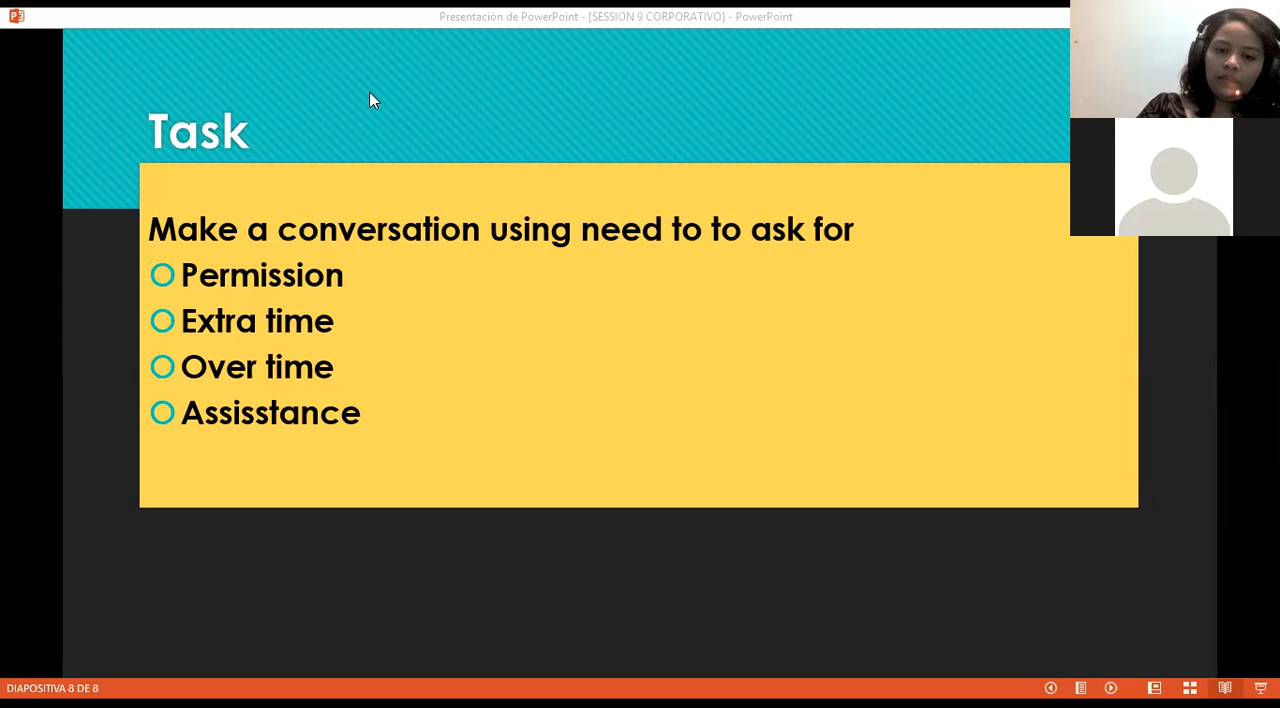 Presentación de PowerPoint - [SESSION 9 CORPORATIVO] - PowerPoint
Task
Make a conversation using need to to ask for
Permission
Extra time
Over time
Assisstance
DIAPOSITIVA 8 DE 8